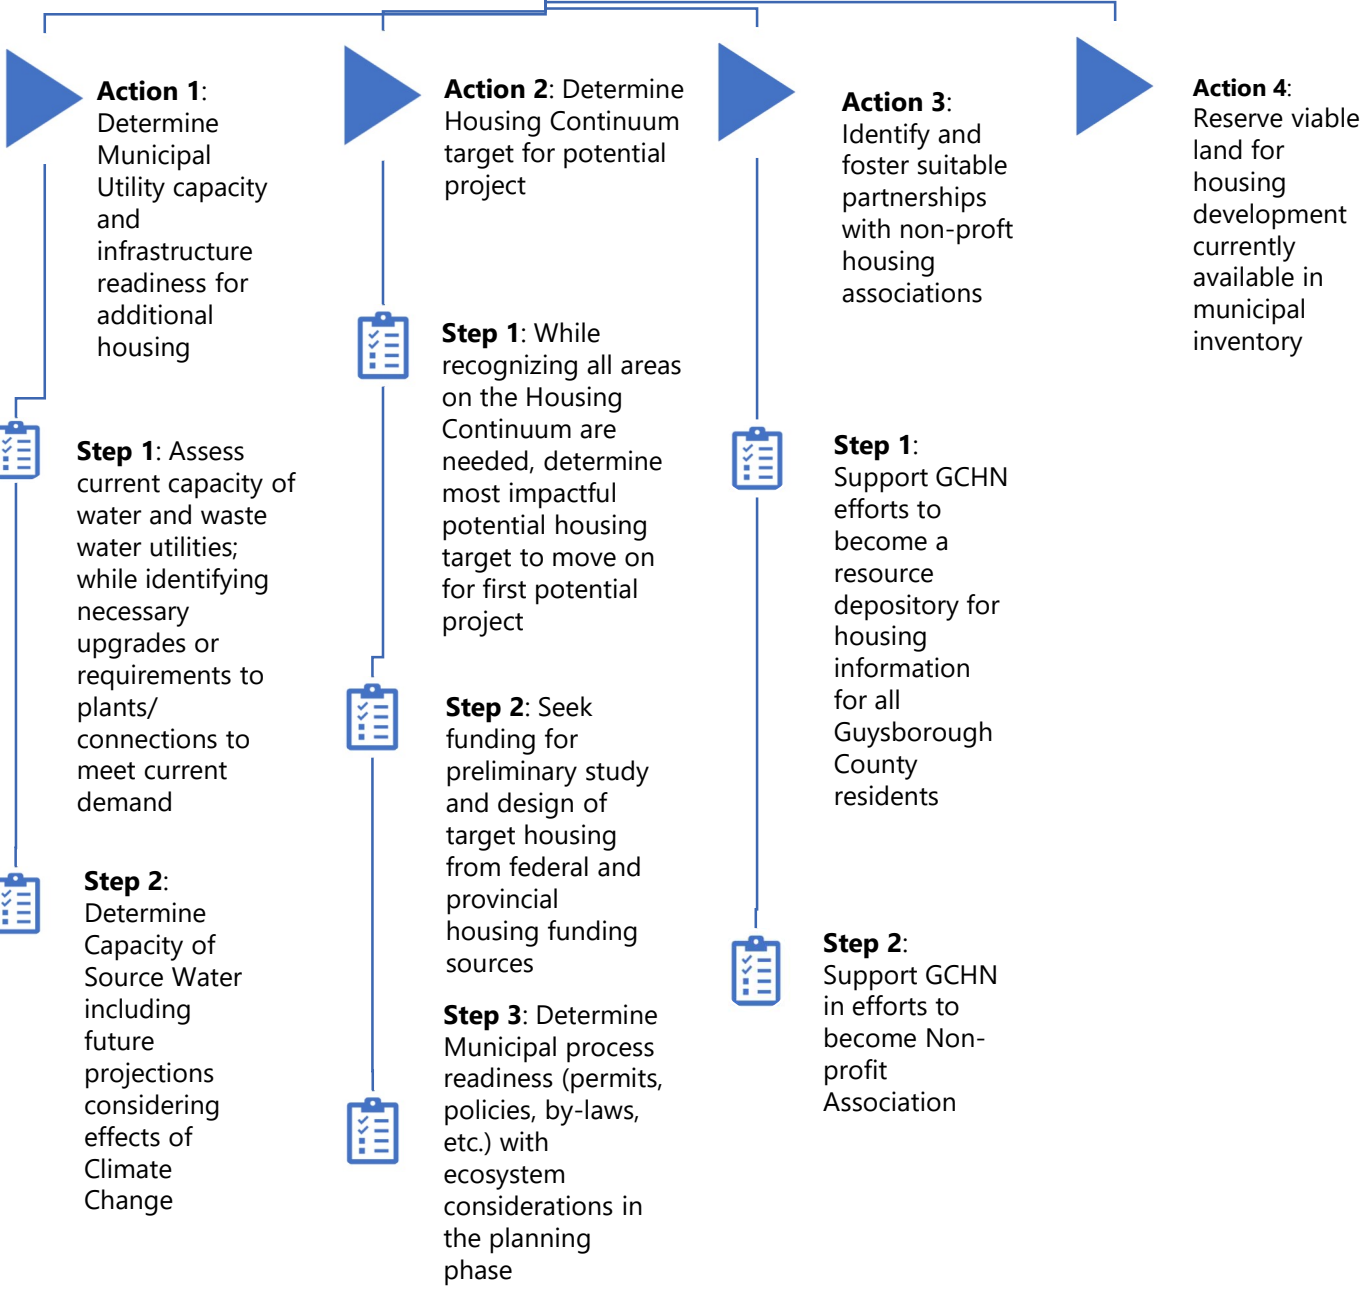 Action 1:
Determine
Municipal
Utility capacity
and
infrastructure
readiness for
additional
housing
Step 1: Assess
current capacity of
water and waste
water utilities;
while identifying
necessary
upgrades or
requirements to
plants/
connections to
meet current
demand
Step 2:
Determine
Capacity of
Source Water
including
future
projections
considering
effects of
Climate
Change
Action 2: Determine
Housing Continuum
target for potential
project
Step 1: While
recognizing all areas
on the Housing
Continuum are
needed, determine
most impactful
potential housing
target to move on
for first potential
project
Step 2: Seek
funding for
preliminary study
and design of
target housing
from federal and
provincial
housing funding
sources
Step 3: Determine
Municipal process
readiness (permits,
policies, by-laws,
etc.) with
ecosystem
considerations in
the planning
phase
Action 3:
Identify and
foster suitable
partnerships
with non-proft
housing
associations
Step 1:
Support GCHN
efforts to
become a
resource
depository for
housing
information
for all
Guysborough
County
residents
Step 2:
Support GCHN
in efforts to
become Non-
profit
Association
Action 4:
Reserve viable
land for
housing
development
currently
available in
municipal
inventory